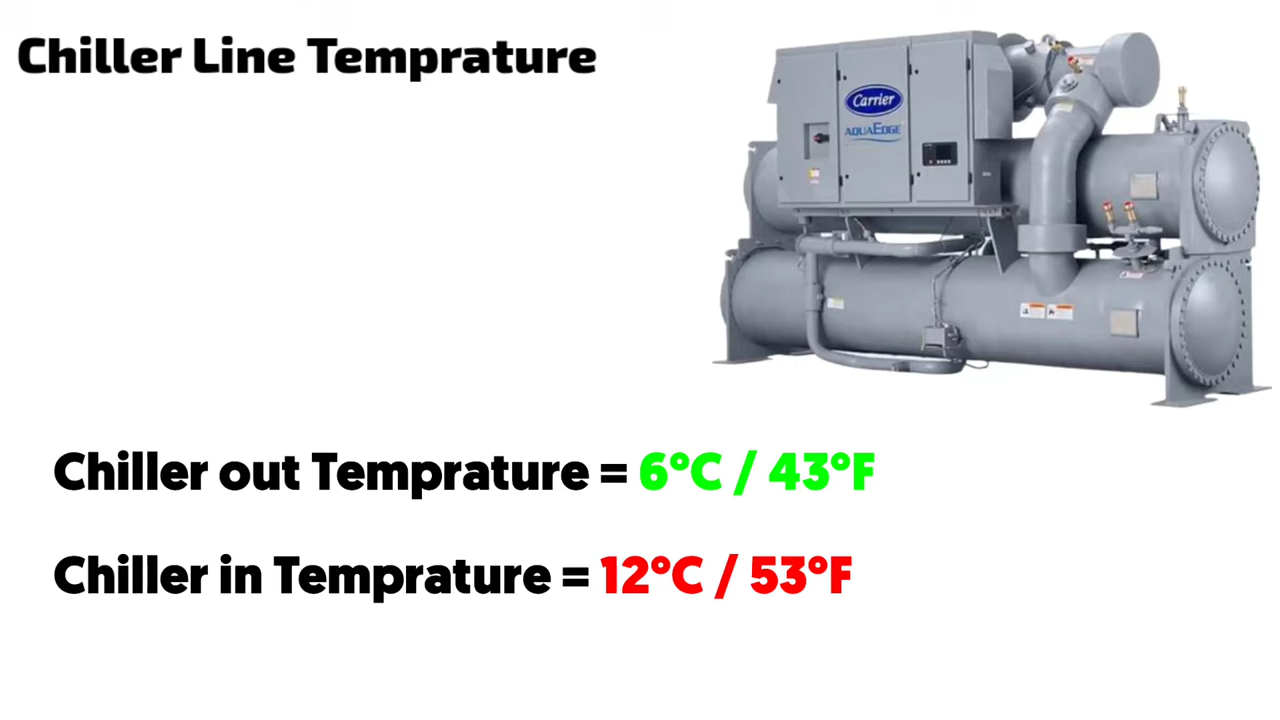 Chiller Line Temprature
Carrier
AQUAEDGE
Chiller out Temprature = 6°C / 43°F
Chiller in Temprature = 12°C / 53°F